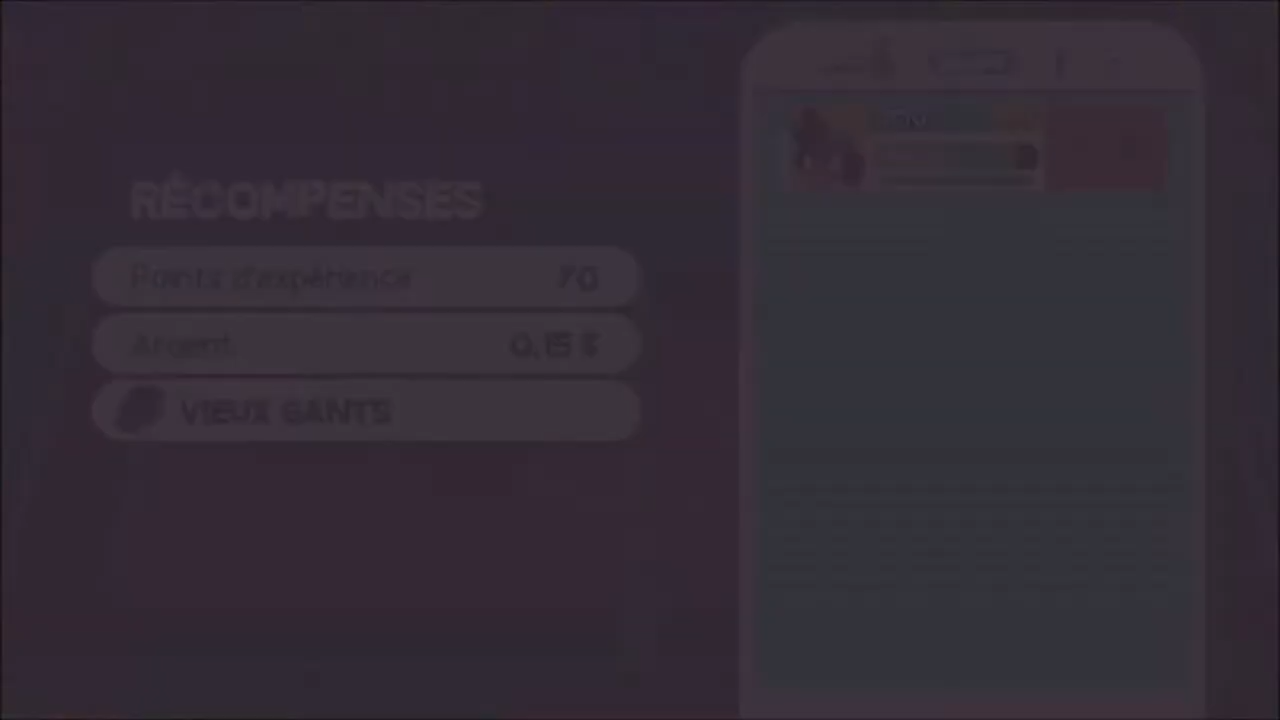 RÉCOMPENSES
Points d'expérience 70
Argent 0,15 $
VIEUX GANTS